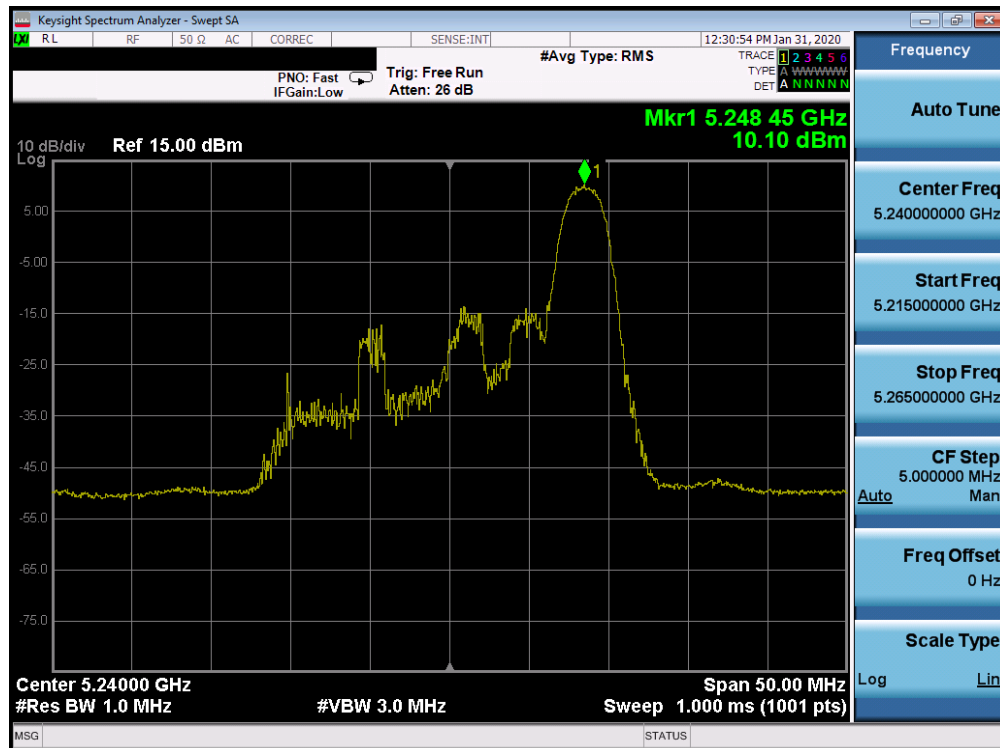 Keysight Spectrum Analyzer - Swept SA
LXI RL RF 50 Ω AC CORREC SENSE:INT 12:30:54 PM Jan 31, 2020
PNO: Fast
IFGain:Low
Trig: Free Run
Atten: 26 dB
#Avg Type: RMS
TRACE 1 2 3 4 5 6
TYPE A WWWWW
DET A N N N N N
Mkr1 5.248 45 GHz
10.10 dBm
10 dB/div
Log
Ref 15.00 dBm
1
5.00
-5.00
-15.0
-25.0
-35.0
-45.0
-55.0
-65.0
-75.0
Center 5.24000 GHz
Span 50.00 MHz
#Res BW 1.0 MHz
#VBW 3.0 MHz
Sweep 1.000 ms (1001 pts)
MSG
STATUS
Frequency
Auto Tune
Center Freq
5.240000000 GHz
Start Freq
5.215000000 GHz
Stop Freq
5.265000000 GHz
CF Step
5.000000 MHz
Auto Man
Freq Offset
0 Hz
Scale Type
Log Lin